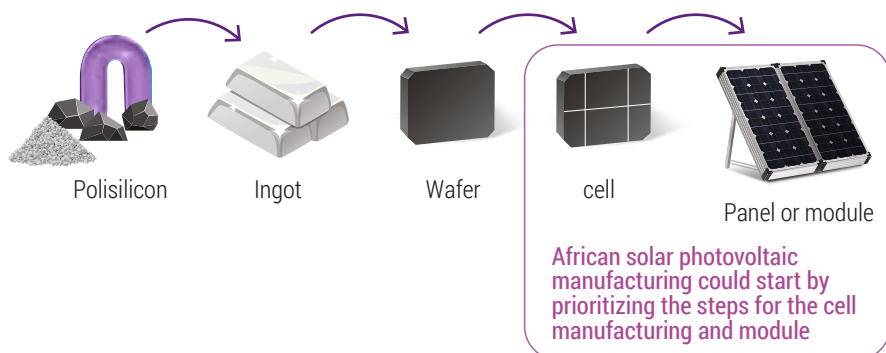 Polisilicon
Ingot
Wafer
cell
Panel or module
African solar photovoltaic
manufacturing could start by
prioritizing the steps for the cell
manufacturing and module